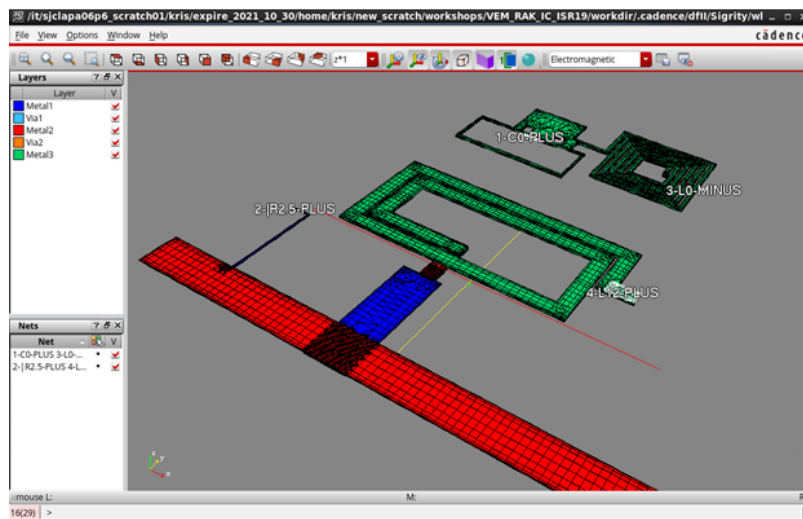 /it/sjclapa06p6_scratch01/kris/expire_2021_10_30/home/kris/new_scratch/workshops/VEM_RAK_IC_ISR19/workdir/.cadence/dfII/Sigrity/wl
File View Options Window Help
cādence
z*1
Electromagnetic
Layers
Layer V
Metal1
Via1
Metal2
Via2
Metal3
1-C0-PLUS
3-L0-MINUS
2-|R2.5-PLUS
4-L12-PLUS
Nets
Net V
1-C0-PLUS 3-L0-...
2-|R2.5-PLUS 4-L...
z
y
x
mouse L:
M:
R
16(29) >